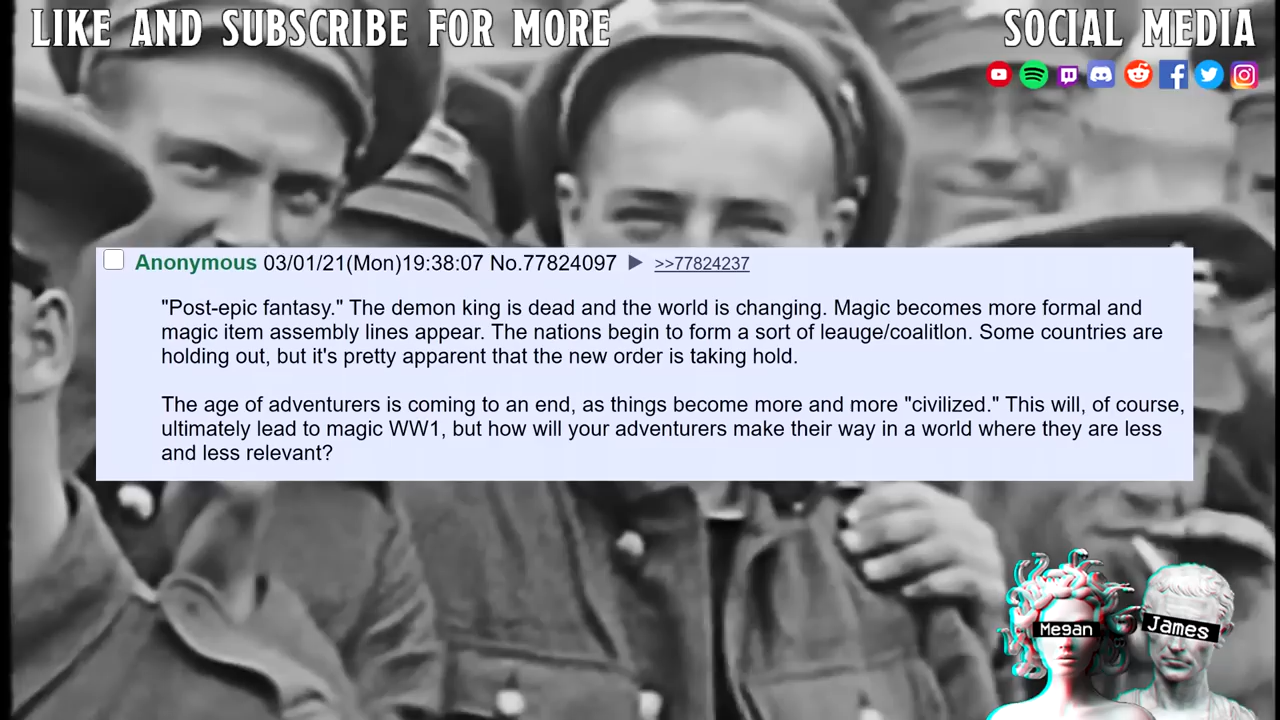 LIKE AND SUBSCRIBE FOR MORE
SOCIAL MEDIA
Anonymous 03/01/21(Mon)19:38:07 No.77824097 ▶ >>77824237
"Post-epic fantasy." The demon king is dead and the world is changing. Magic becomes more formal and
magic item assembly lines appear. The nations begin to form a sort of leauge/coalitlon. Some countries are
holding out, but it's pretty apparent that the new order is taking hold.
The age of adventurers is coming to an end, as things become more and more "civilized." This will, of course,
ultimately lead to magic WW1, but how will your adventurers make their way in a world where they are less
and less relevant?
Megan
James